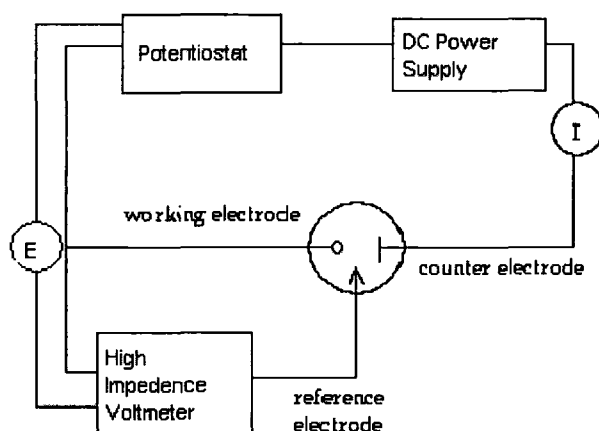 Potentiostat
DC Power
Supply
I
working electrode
E
counter electrode
High
Impedence
Voltmeter
reference
electrode